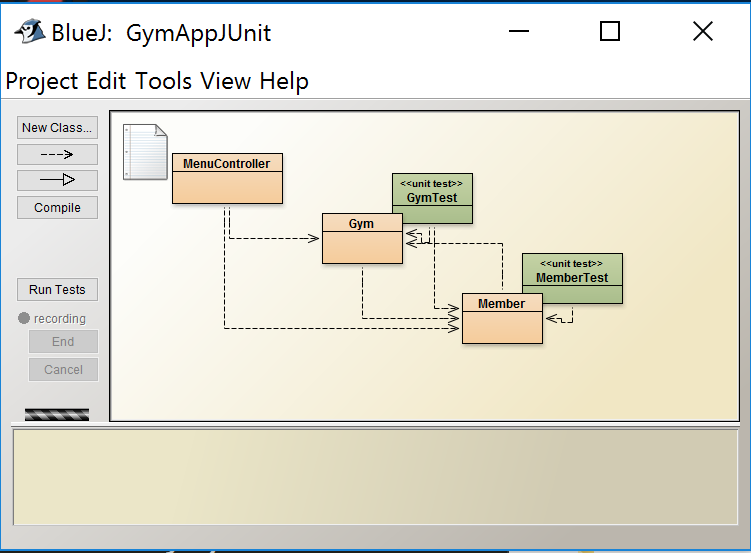 BlueJ:  GymAppJUnit
Project Edit Tools View Help
New Class...
Compile
Run Tests
recording
End
Cancel
MenuController
<<unit test>>
GymTest
Gym
<<unit test>>
MemberTest
Member